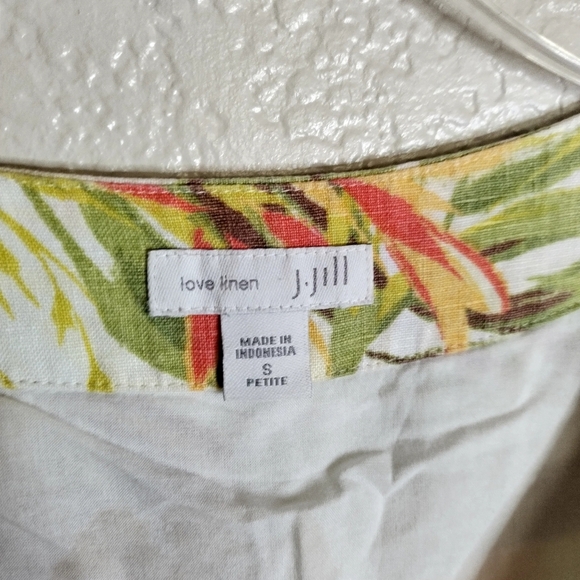 love linen J.Jill
MADE IN
INDONESIA
S
PETITE